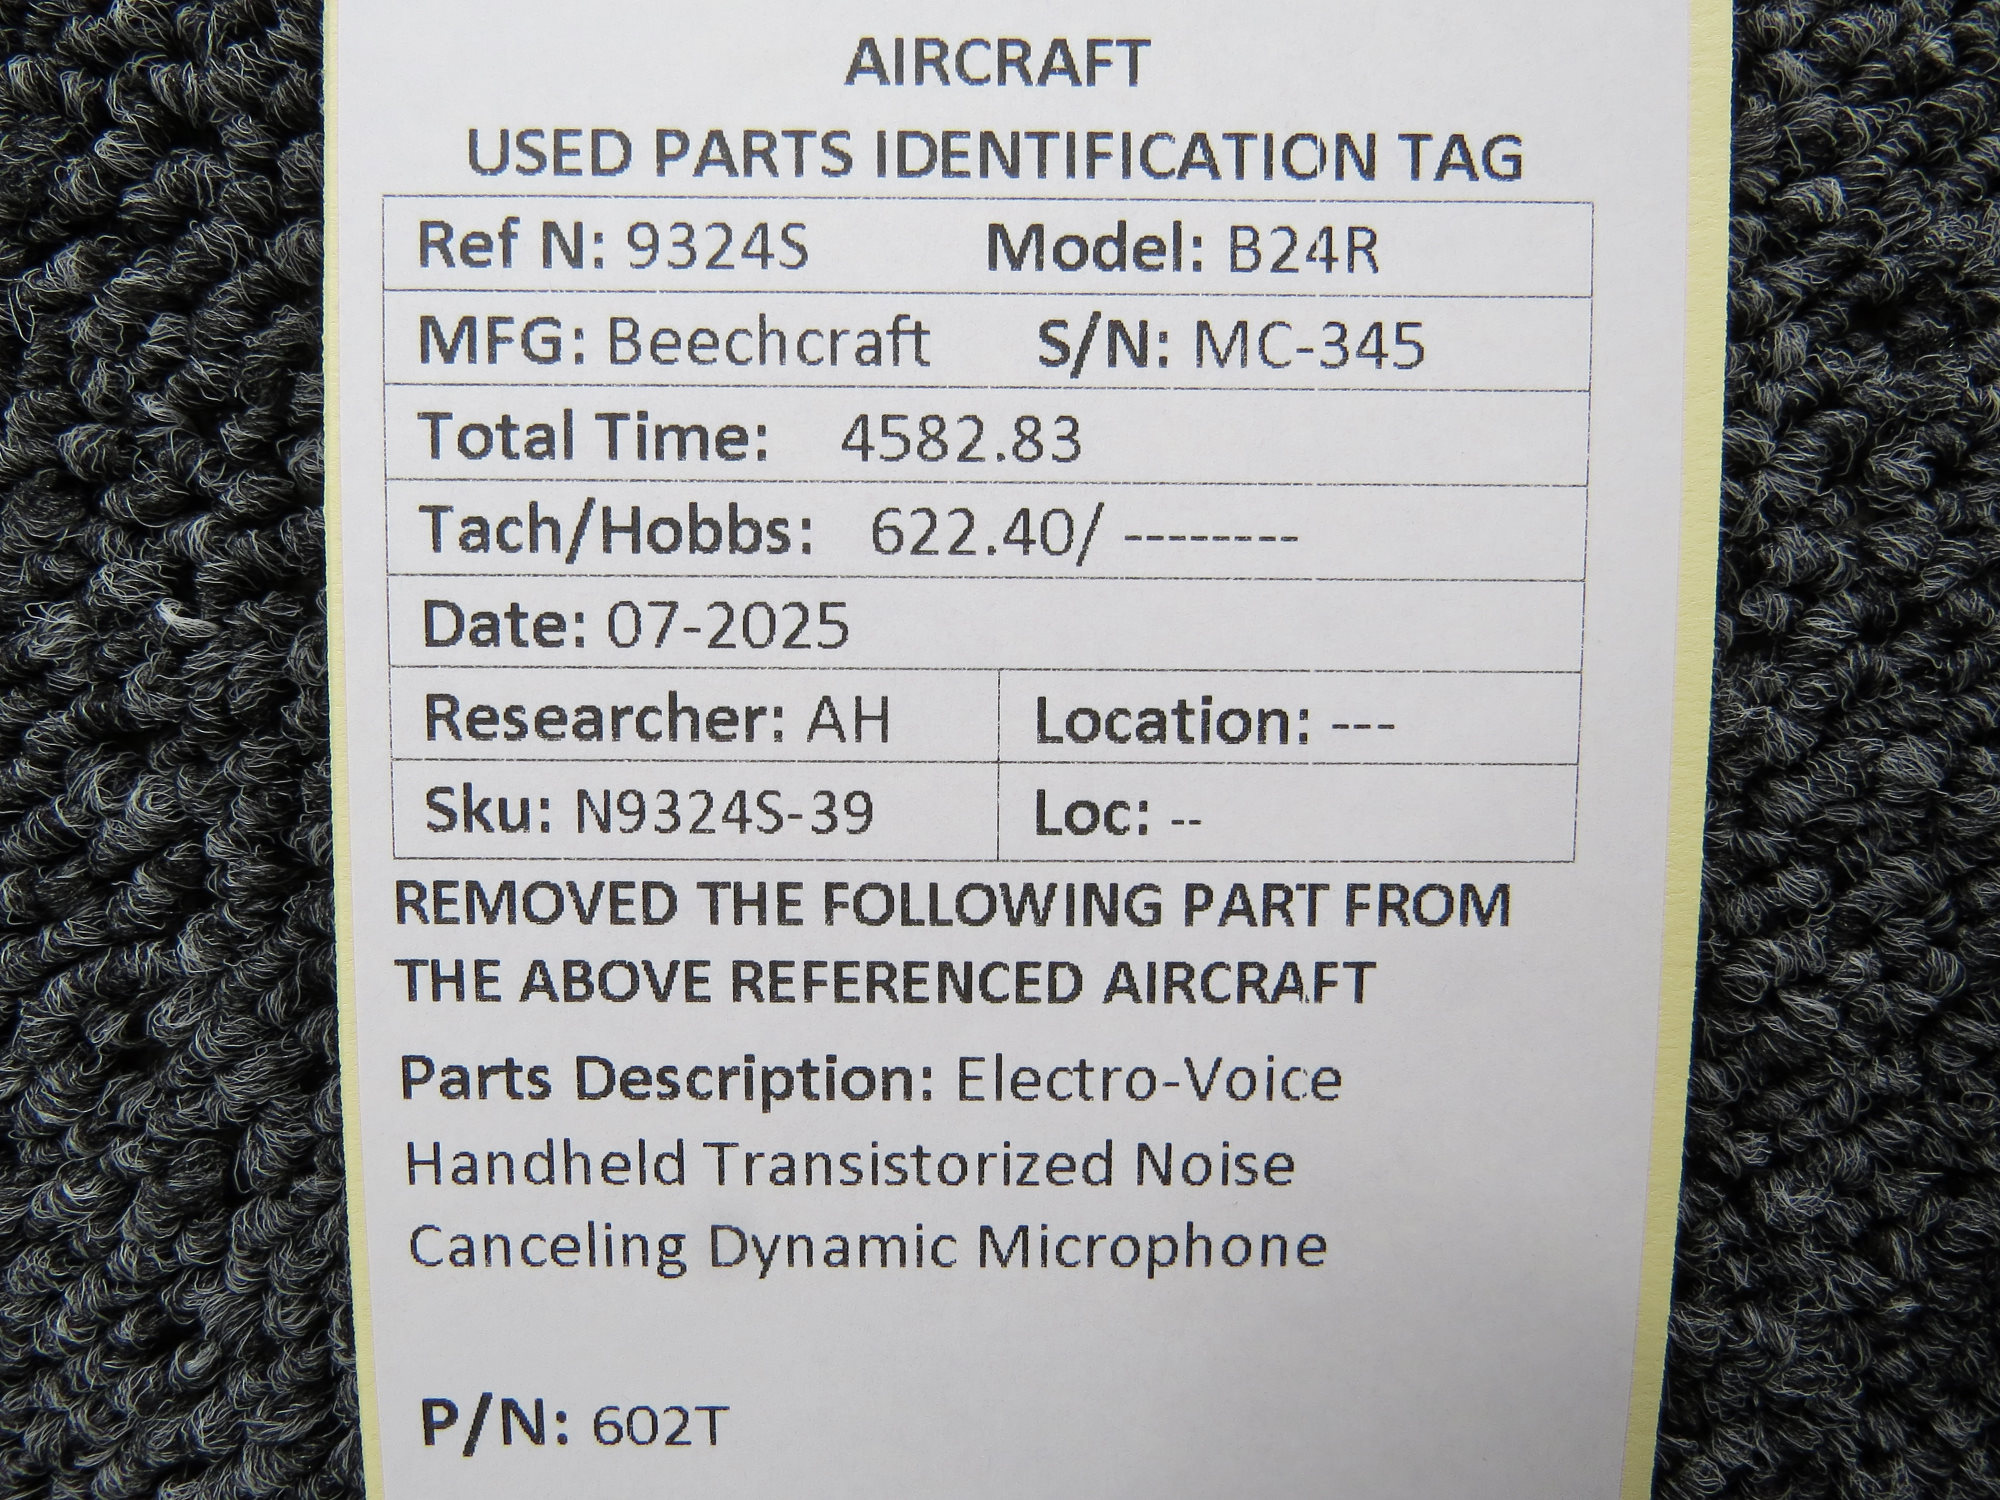 AIRCRAFT
USED PARTS IDENTIFICATION TAG
Ref N: 9324S Model: B24R
MFG: Beechcraft S/N: MC-345
Total Time: 4582.83
Tach/Hobbs: 622.40/ --------
Date: 07-2025
Researcher: AH Location: ---
Sku: N9324S-39 Loc: --
REMOVED THE FOLLOWING PART FROM
THE ABOVE REFERENCED AIRCRAFT
Parts Description: Electro-Voice
Handheld Transistorized Noise
Canceling Dynamic Microphone
P/N: 602T